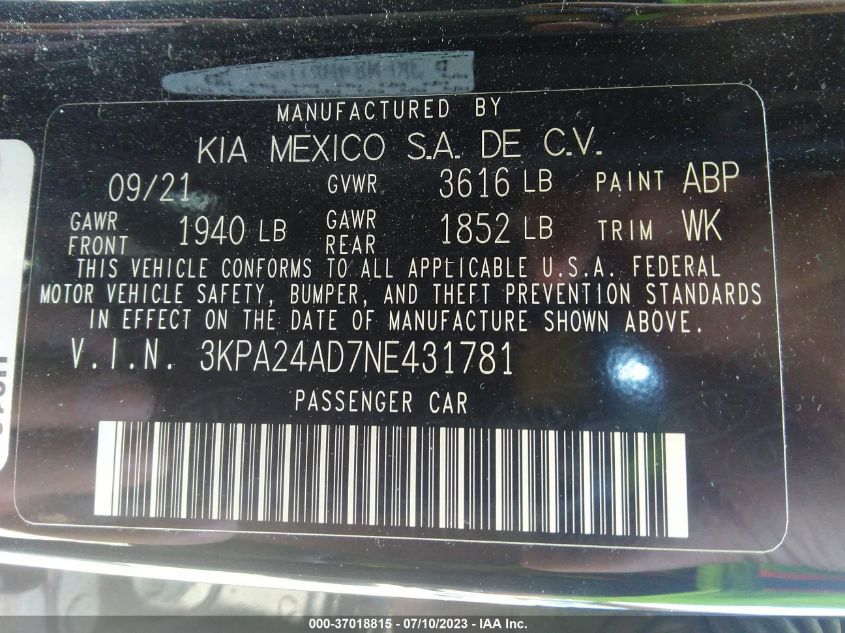 MANUFACTURED BY
KIA MEXICO S.A. DE C.V.
09/21 GVWR 3616 LB PAINT ABP
GAWR FRONT 1940 LB GAWR REAR 1852 LB TRIM WK
THIS VEHICLE CONFORMS TO ALL APPLICABLE U.S.A. FEDERAL
MOTOR VEHICLE SAFETY, BUMPER, AND THEFT PREVENTION STANDARDS
IN EFFECT ON THE DATE OF MANUFACTURE SHOWN ABOVE.
V.I.N. 3KPA24AD7NE431781
PASSENGER CAR
000-37018815 - 07/10/2023 - IAA Inc.